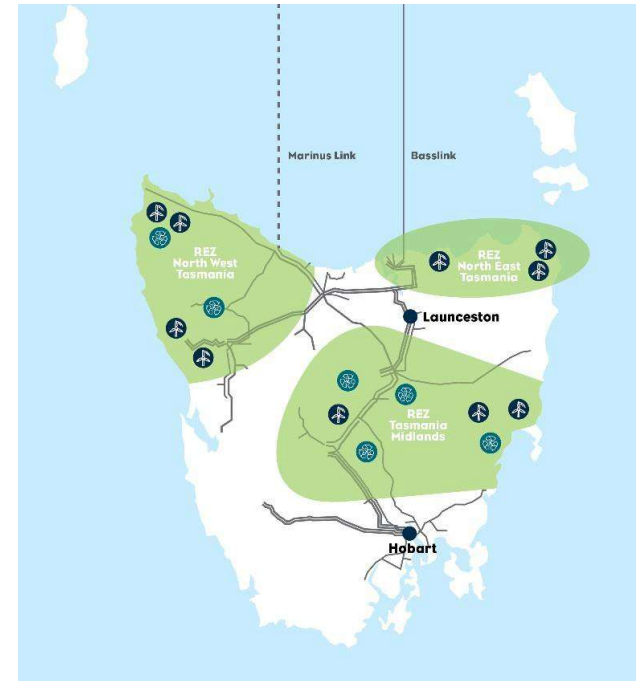 Marinus Link
Basslink
REZ
North West
Tasmania
REZ
North East
Tasmania
Launceston
REZ
Tasmania
Midlands
Hobart